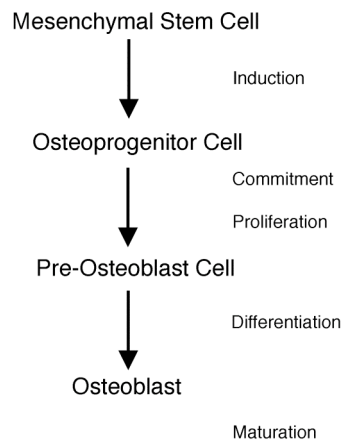 Mesenchymal Stem Cell
Induction
Osteoprogenitor Cell
Commitment
Proliferation
Pre-Osteoblast Cell
Differentiation
Osteoblast
Maturation